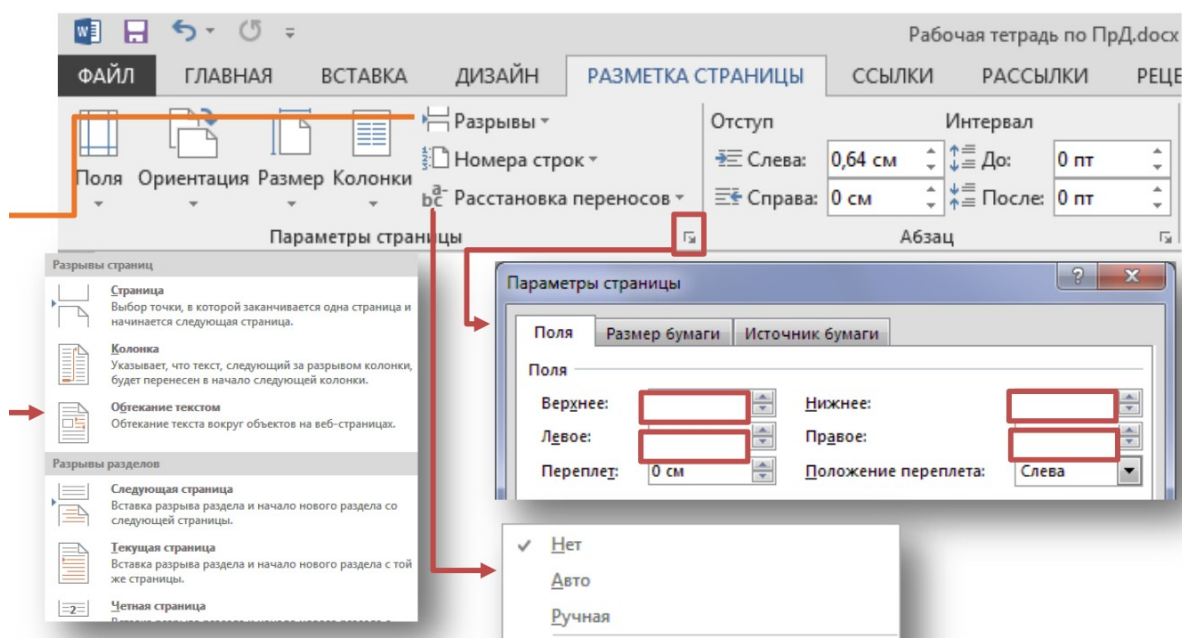 Рабочая тетрадь по ПрД.docx
ФАЙЛ ГЛАВНАЯ ВСТАВКА ДИЗАЙН РАЗМЕТКА СТРАНИЦЫ ССЫЛКИ РАССЫЛКИ РЕЦЕ
Поля Ориентация Размер Колонки
Разрывы
Номера строк
Расстановка переносов
Параметры страницы
Отступ Интервал
Слева: 0,64 см До: 0 пт
Справа: 0 см После: 0 пт
Абзац
Разрывы страниц
Страница
Выбор точки, в которой заканчивается одна страница и
начинается следующая страница.
Колонка
Указывает, что текст, следующий за разрывом колонки,
будет перенесен в начало следующей колонки.
Обтекание текстом
Обтекание текста вокруг объектов на веб-страницах.
Разрывы разделов
Следующая страница
Вставка разрыва раздела и начало нового раздела со
следующей страницы.
Текущая страница
Вставка разрыва раздела и начало нового раздела с той
же страницы.
Четная страница
Параметры страницы
Поля Размер бумаги Источник бумаги
Поля
Верхнее: Нижнее:
Левое: Правое:
Переплет: 0 см Положение переплета: Слева
Нет
Авто
Ручная